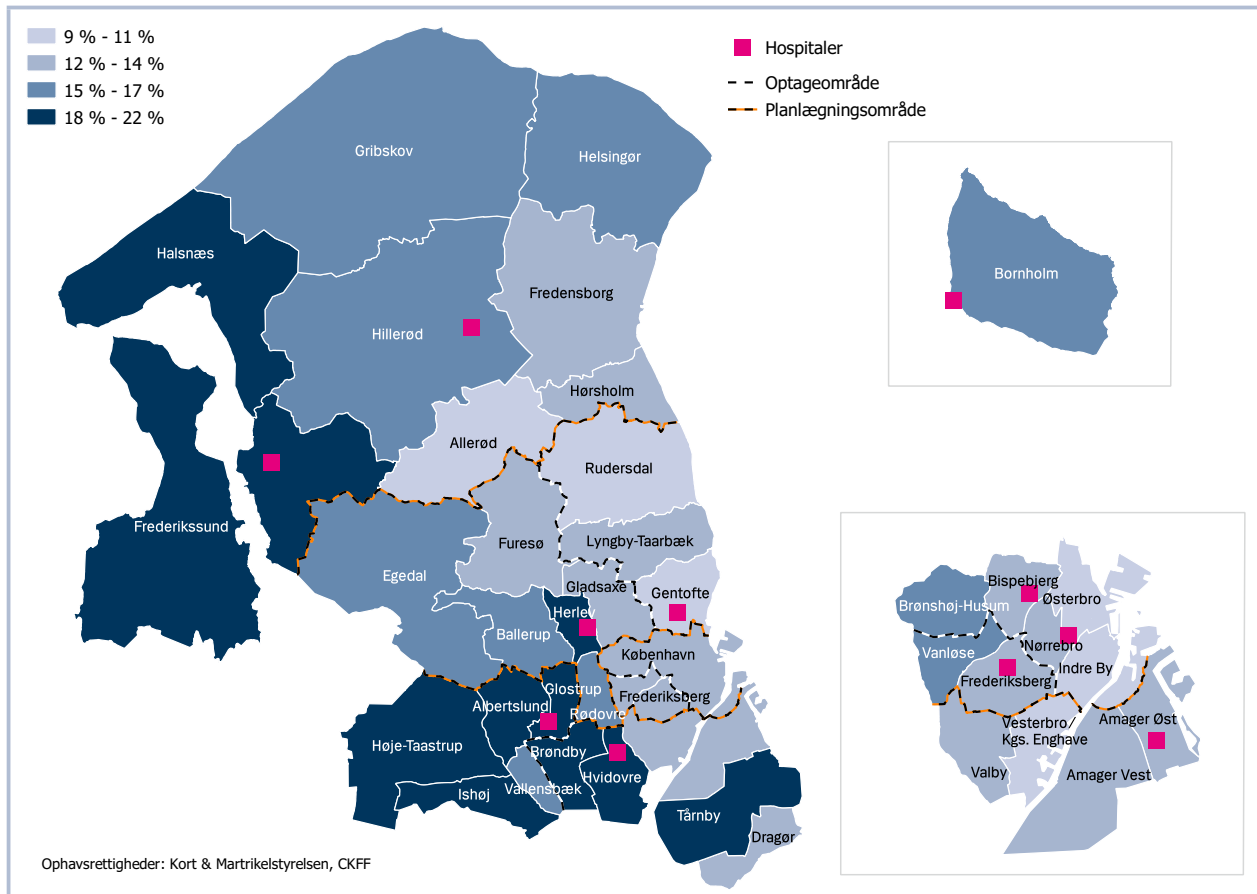 9 % - 11 %
12 % - 14 %
15 % - 17 %
18 % - 22 %
Hospitaler
Optageområde
Planlægningsområde
Gribskov
Helsingør
Halsnæs
Fredensborg
Hillerød
Hørsholm
Allerød
Rudersdal
Frederikssund
Furesø
Lyngby-Taarbæk
Egedal
Gladsaxe
Gentofte
Herlev
Ballerup
København
Glostrup
Frederiksberg
Albertslund
Rødovre
Høje-Taastrup
Brøndby
Hvidovre
Ishøj
Vallensbæk
Tårnby
Dragør
Bornholm
Bispebjerg
Østerbro
Brønshøj-Husum
Nørrebro
Vanløse
Indre By
Frederiksberg
Vesterbro/
Kgs. Enghave
Amager Øst
Valby
Amager Vest
Ophavsrettigheder: Kort & Martrikelstyrelsen, CKFF